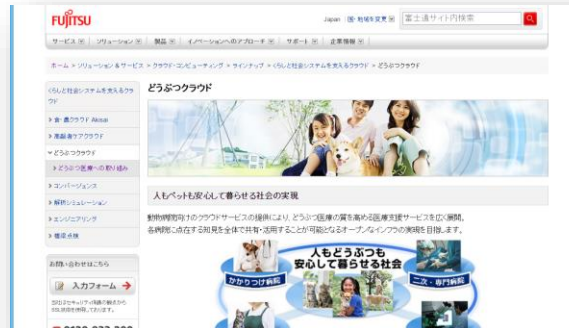 FUJITSU
Japan
富士通サイト内検索
サービス
ソリューション
製品
イノベーションへのアプローチ
サポート
企業情報
ホーム > ソリューション & サービス > クラウド・コンピューティング > ラインナップ > くらしと社会システムを支えるクラウド > どうぶつクラウド
くらしと社会システムを支えるクラウド
食・農クラウド Akisai
高齢者ケアクラウド
どうぶつクラウド
どうぶつ医療への取り組み
コンバージェンス
解析シミュレーション
エンジニアリング
どうぶつクラウド
人もペットも安心して暮らせる社会の実現
動物病院向けのクラウドサービスの提供により、どうぶつ医療の質を高める医療支援サービスを広く展開。
各病院に点在する知見を全体で共有・活用することが可能となるオープンなインフラの実現を目指します。
人もどうぶつも
安心して暮らせる社会
かかりつけ病院
二次・専門病院
お問い合わせはこちら
入力フォーム